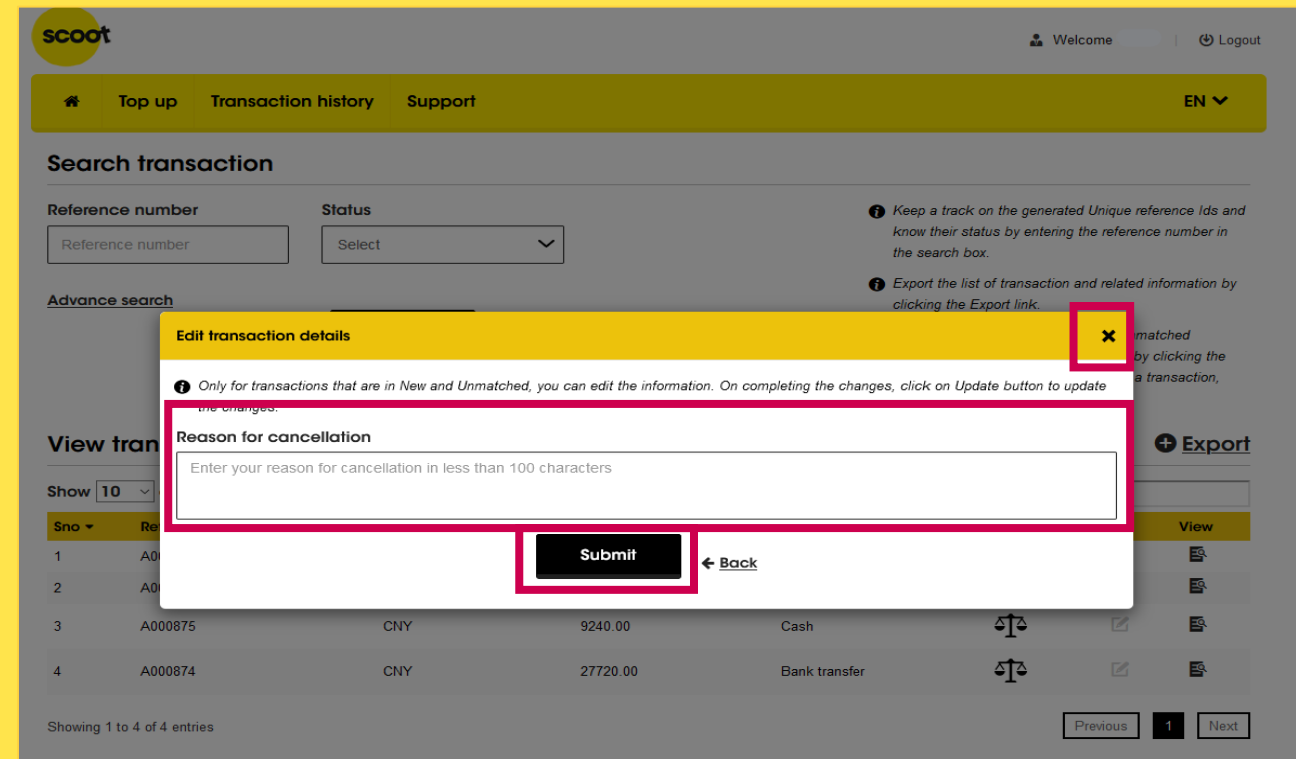 scoot
Welcome
Logout
Top up Transaction history Support EN
Search transaction
Reference number Status
Reference number Select
Keep a track on the generated Unique reference Ids and
know their status by entering the reference number in
the search box.
Export the list of transaction and related information by
clicking the Export link.
Advance search
Edit transaction details
by clicking the
a transaction,
Only for transactions that are in New and Unmatched, you can edit the information. On completing the changes, click on Update button to update
the changes.
Reason for cancellation
Enter your reason for cancellation in less than 100 characters
Submit
Back
View Export
Show 10
Sno View
1
2
3 A000875 CNY 9240.00 Cash
4 A000874 CNY 27720.00 Bank transfer
Showing 1 to 4 of 4 entries Previous 1 Next